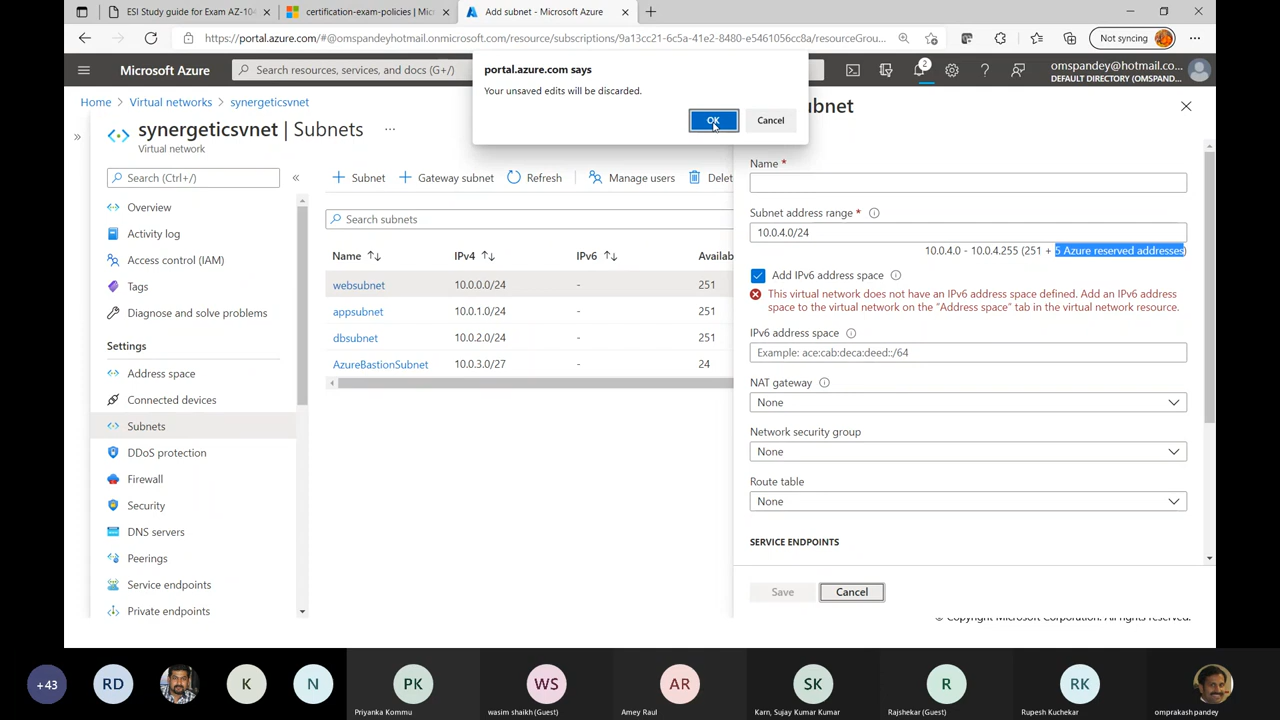 ESI Study guide for Exam AZ-104
certification-exam-policies | Mic
Add subnet - Microsoft Azure
https://portal.azure.com/#@omspandeyhotmail.onmicrosoft.com/resource/subscriptions/9a13cc21-6c5a-41e2-8480-e5461056cc8a/resourceGrou...
Not syncing
Microsoft Azure
Search resources, services, and docs (G+/)
2
omspandey@hotmail.co...
DEFAULT DIRECTORY (OMSPAND...
portal.azure.com says
Your unsaved edits will be discarded.
OK
Cancel
Home > Virtual networks > synergeticsvnet
synergeticsvnet | Subnets ...
Virtual network
ubnet
Search (Ctrl+/)
Overview
Activity log
Access control (IAM)
Tags
Diagnose and solve problems
Settings
Address space
Connected devices
Subnets
DDoS protection
Firewall
Security
DNS servers
Peerings
Service endpoints
Private endpoints
+ Subnet
+ Gateway subnet
Refresh
Manage users
Delet
Search subnets
Name IPv4 IPv6 Availab
websubnet 10.0.0.0/24 - 251
appsubnet 10.0.1.0/24 - 251
dbsubnet 10.0.2.0/24 - 251
AzureBastionSubnet 10.0.3.0/27 - 24
Name *
Subnet address range *
10.0.4.0/24
10.0.4.0 - 10.0.4.255 (251 + 5 Azure reserved addresses)
Add IPv6 address space
This virtual network does not have an IPv6 address space defined. Add an IPv6 address
space to the virtual network on the "Address space" tab in the virtual network resource.
IPv6 address space
Example: ace:cab:deca:deed::/64
NAT gateway
None
Network security group
None
Route table
None
SERVICE ENDPOINTS
Save
Cancel
© Copyright Microsoft Corporation. All rights reserved.
+43
RD
K
N
PK
Priyanka Kommu
WS
wasim shaikh (Guest)
AR
Amey Raul
SK
Karn, Sujay Kumar Kumar
R
Rajshekar (Guest)
RK
Rupesh Kuchekar
omprakash pandey